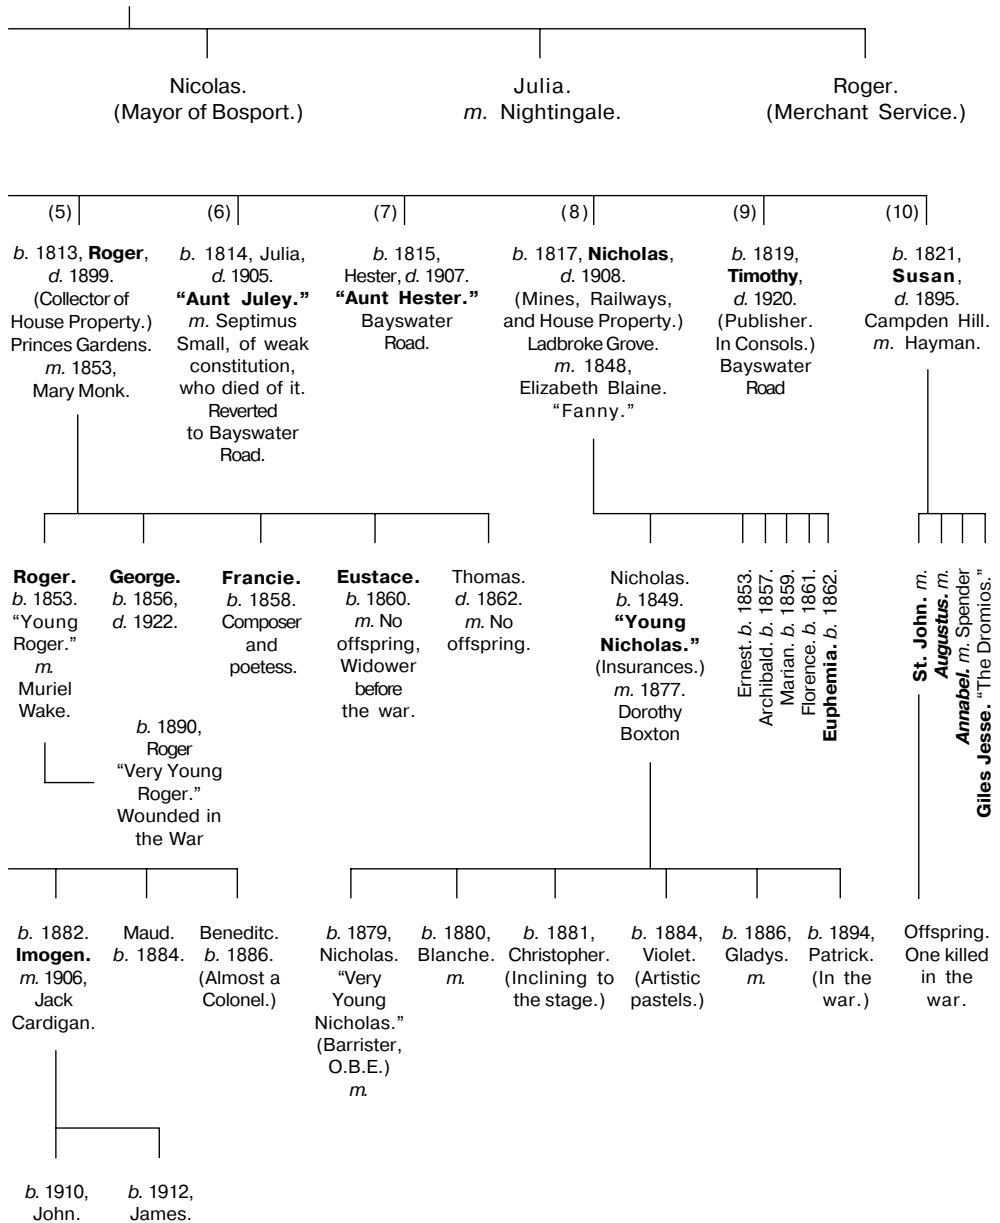 Nicolas.
(Mayor of Bosport.)
Julia.
m. Nightingale.
Roger.
(Merchant Service.)
(5)
b. 1813, Roger,
d. 1899.
(Collector of
House Property.)
Princes Gardens.
m. 1853,
Mary Monk.
(6)
b. 1814, Julia,
d. 1905.
“Aunt Juley.”
m. Septimus
Small, of weak
constitution,
who died of it.
Reverted
to Bayswater
Road.
(7)
b. 1815,
Hester, d. 1907.
“Aunt Hester.”
Bayswater
Road.
(8)
b. 1817, Nicholas,
d. 1908.
(Mines, Railways,
and House Property.)
Ladbroke Grove.
m. 1848,
Elizabeth Blaine.
“Fanny.”
(9)
b. 1819,
Timothy,
d. 1920.
(Publisher.
In Consols.)
Bayswater
Road
(10)
b. 1821,
Susan,
d. 1895.
Campden Hill.
m. Hayman.
Roger.
b. 1853.
“Young
Roger.”
m.
Muriel
Wake.
George.
b. 1856,
d. 1922.
Francie.
b. 1858.
Composer
and
poetess.
Eustace.
b. 1860.
m. No
offspring,
Widower
before
the war.
Thomas.
d. 1862.
m. No
offspring.
Nicholas.
b. 1849.
“Young
Nicholas.”
(Insurances.)
m. 1877.
Dorothy
Boxton
Ernest. b. 1853.
Archibald. b. 1857.
Marian. b. 1859.
Florence. b. 1861.
Euphemia. b. 1862.
St. John. m.
Augustus. m.
Annabel. m. Spender
Giles Jesse. “The Dromios.”
b. 1890,
Roger
“Very Young
Roger.”
Wounded in
the War
b. 1882.
Imogen.
m. 1906,
Jack
Cardigan.
Maud.
b. 1884.
Beneditc.
b. 1886.
(Almost a
Colonel.)
b. 1879,
Nicholas.
“Very
Young
Nicholas.”
(Barrister,
O.B.E.)
m.
b. 1880,
Blanche.
m.
b. 1881,
Christopher.
(Inclining to
the stage.)
b. 1884,
Violet.
(Artistic
pastels.)
b. 1886,
Gladys.
m.
b. 1894,
Patrick.
(In the
war.)
Offspring.
One killed
in the
war.
b. 1910,
John.
b. 1912,
James.